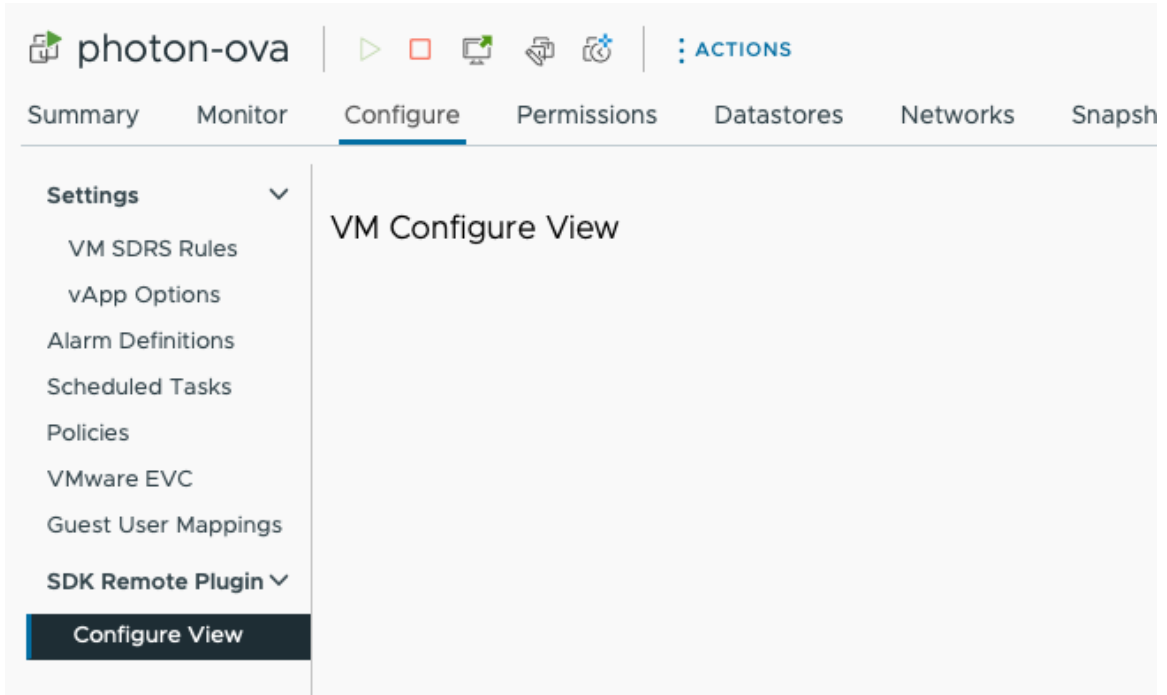 photon-ova
ACTIONS
Summary Monitor Configure Permissions Datastores Networks Snapsh
Settings
VM SDRS Rules
vApp Options
Alarm Definitions
Scheduled Tasks
Policies
VMware EVC
Guest User Mappings
SDK Remote Plugin
Configure View
VM Configure View